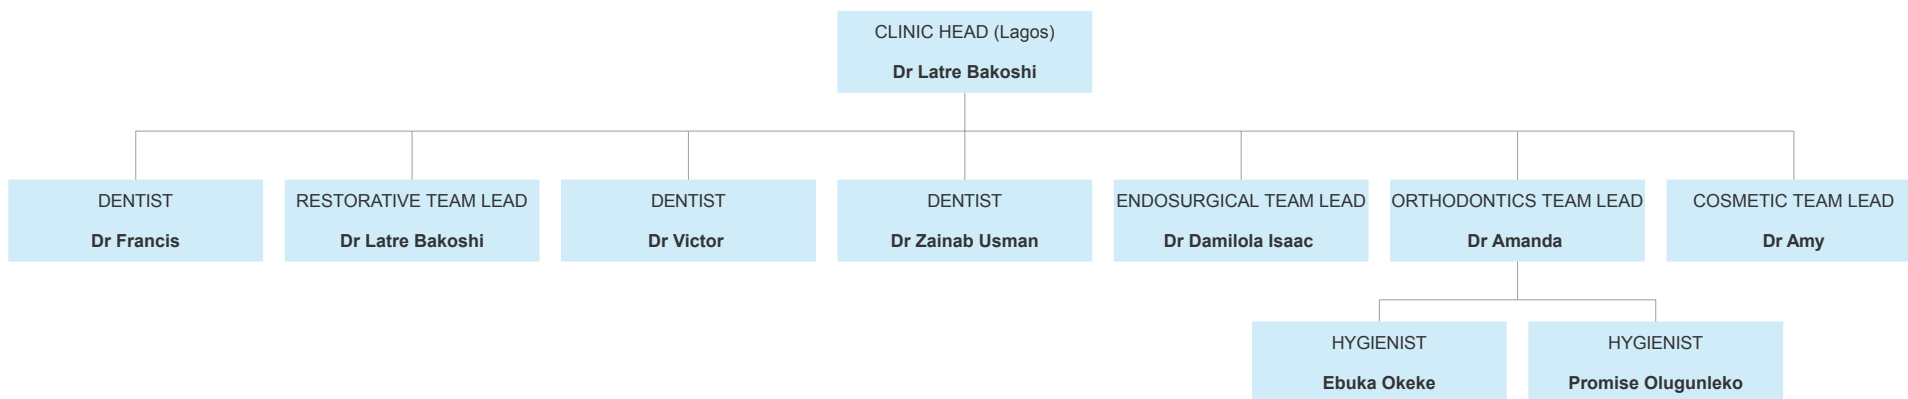 CLINIC HEAD (Lagos)
Dr Latre Bakoshi
DENTIST
Dr Francis
RESTORATIVE TEAM LEAD
Dr Latre Bakoshi
DENTIST
Dr Victor
DENTIST
Dr Zainab Usman
ENDOSURGICAL TEAM LEAD
Dr Damilola Isaac
ORTHODONTICS TEAM LEAD
Dr Amanda
COSMETIC TEAM LEAD
Dr Amy
HYGIENIST
Ebuka Okeke
HYGIENIST
Promise Olugunleko